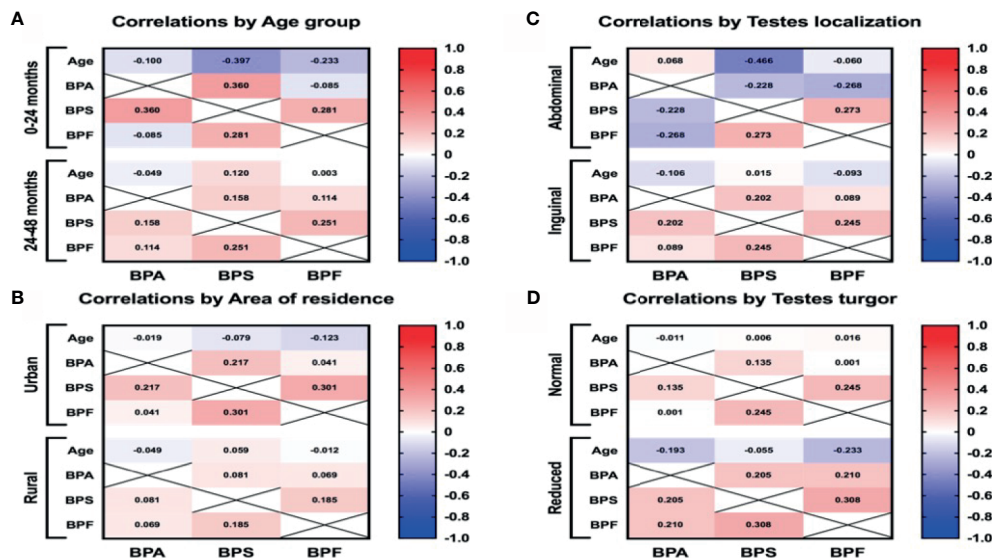 A
Correlations by Age group
0-24 months
Age -0.100 -0.397 -0.233
BPA 0.360 -0.085
BPS 0.360 0.281
BPF -0.085 0.281
24-48 months
Age -0.049 0.120 0.003
BPA 0.158 0.114
BPS 0.158 0.251
BPF 0.114 0.251
BPA BPS BPF
1.0
0.8
0.6
0.4
0.2
0
-0.2
-0.4
-0.6
-0.8
-1.0
C
Correlations by Testes localization
Abdominal
Age 0.068 -0.466 -0.060
BPA -0.228 -0.268
BPS -0.228 0.273
BPF -0.268 0.273
Inguinal
Age -0.106 0.015 -0.093
BPA 0.202 0.089
BPS 0.202 0.245
BPF 0.089 0.245
BPA BPS BPF
1.0
0.8
0.6
0.4
0.2
0
-0.2
-0.4
-0.6
-0.8
-1.0
B
Correlations by Area of residence
Urban
Age -0.019 -0.079 -0.123
BPA 0.217 0.041
BPS 0.217 0.301
BPF 0.041 0.301
Rural
Age -0.049 0.059 -0.012
BPA 0.081 0.069
BPS 0.081 0.185
BPF 0.069 0.185
BPA BPS BPF
1.0
0.8
0.6
0.4
0.2
0
-0.2
-0.4
-0.6
-0.8
-1.0
D
Correlations by Testes turgor
Normal
Age -0.011 0.006 0.016
BPA 0.135 0.001
BPS 0.135 0.245
BPF 0.001 0.245
Reduced
Age -0.193 -0.055 -0.233
BPA 0.205 0.210
BPS 0.205 0.308
BPF 0.210 0.308
BPA BPS BPF
1.0
0.8
0.6
0.4
0.2
0
-0.2
-0.4
-0.6
-0.8
-1.0